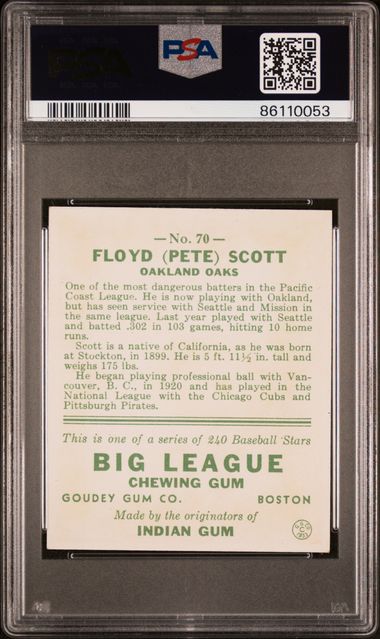 PSA
PSA
86110053
— No. 70 —
FLOYD (PETE) SCOTT
OAKLAND OAKS
One of the most dangerous batters in the Pacific
Coast League. He is now playing with Oakland,
but has seen service with Seattle and Mission in
the same league. Last year played with Seattle
and batted .302 in 103 games, hitting 10 home
runs.
Scott is a native of California, as he was born
at Stockton, in 1899. He is 5 ft. 11½ in. tall and
weighs 175 lbs.
He began playing professional ball with Van-
couver, B. C., in 1920 and has played in the
National League with the Chicago Cubs and
Pittsburgh Pirates.
This is one of a series of 240 Baseball Stars
BIG LEAGUE
CHEWING GUM
GOUDEY GUM CO. BOSTON
Made by the originators of
INDIAN GUM